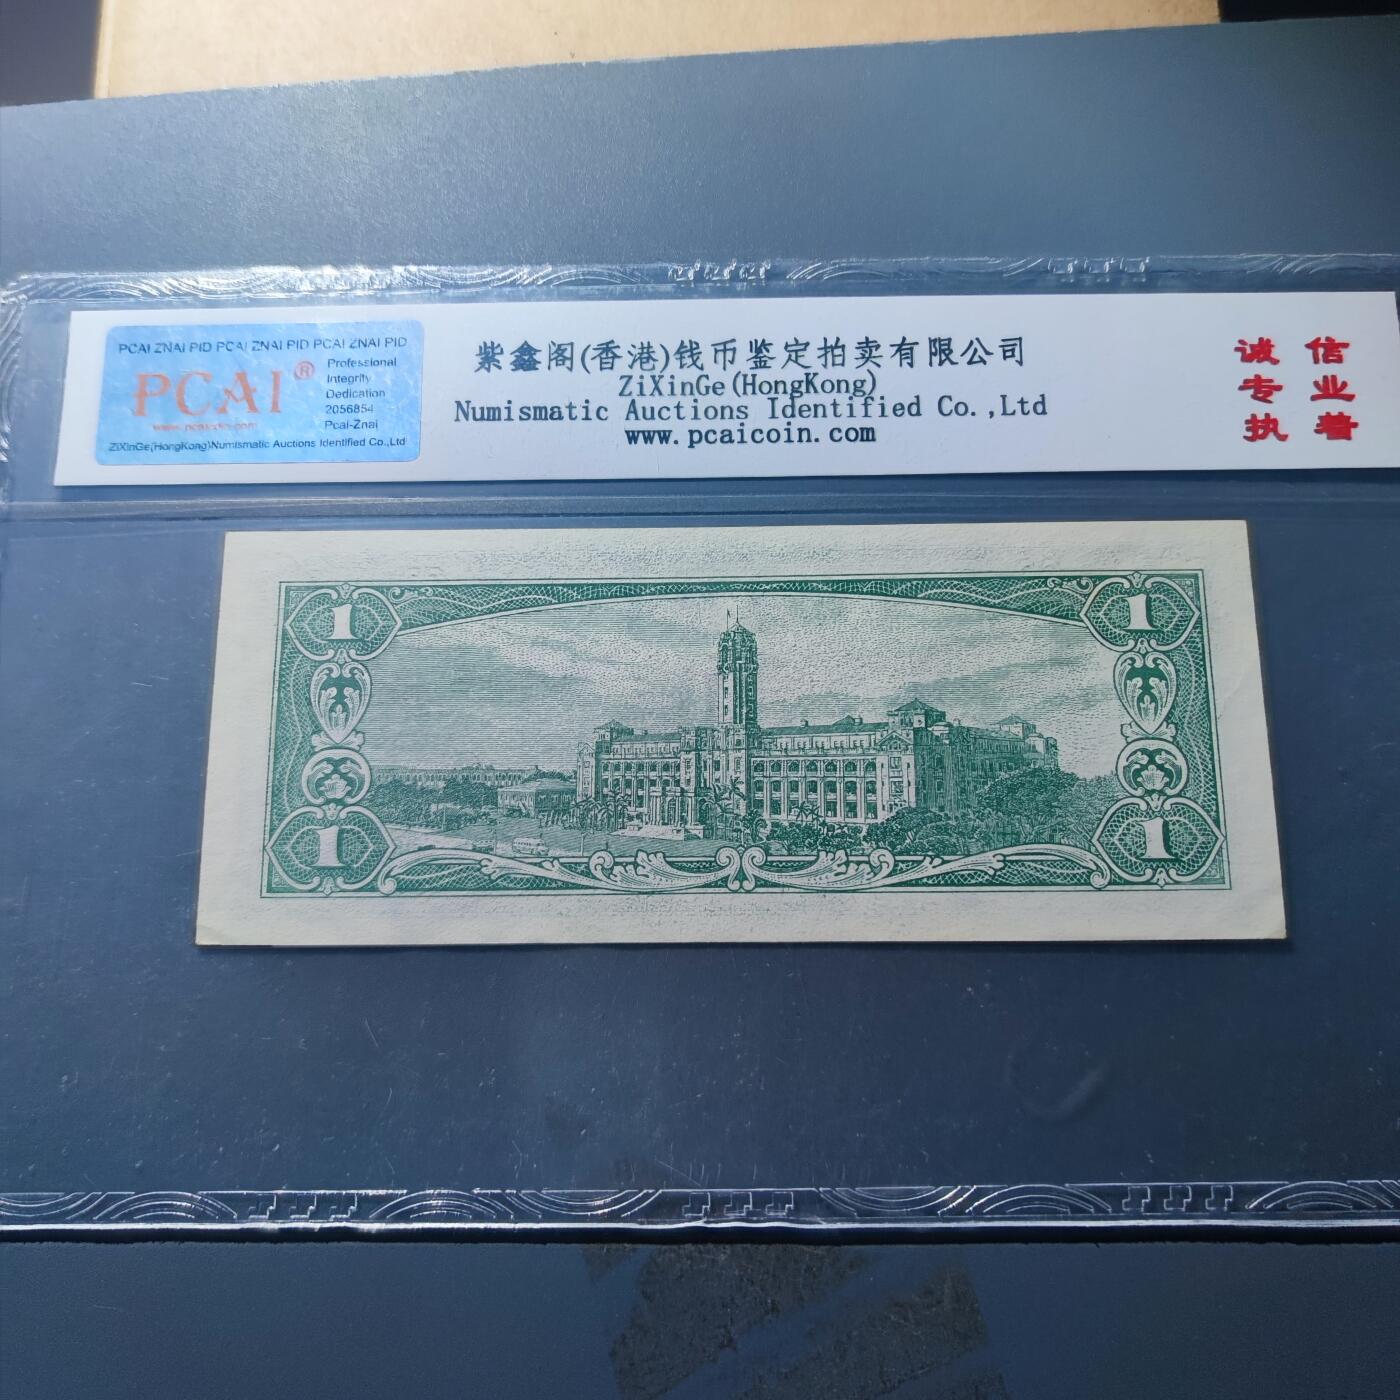 PCAI ZNAI PID PCAI ZNAI PID PCAI ZNAI PID
PCAI®
Professional
Integrity
Dedication
2056854
Pcai-Znai
www.pcaicoin.com
ZiXinGe(HongKong)Numismatic Auctions Identified Co.,Ltd
紫鑫阁(香港)钱币鉴定拍卖有限公司
ZiXinGe(HongKong)
Numismatic Auctions Identified Co.,Ltd
www.pcaicoin.com
诚信
专业
执着
1 1
1 1